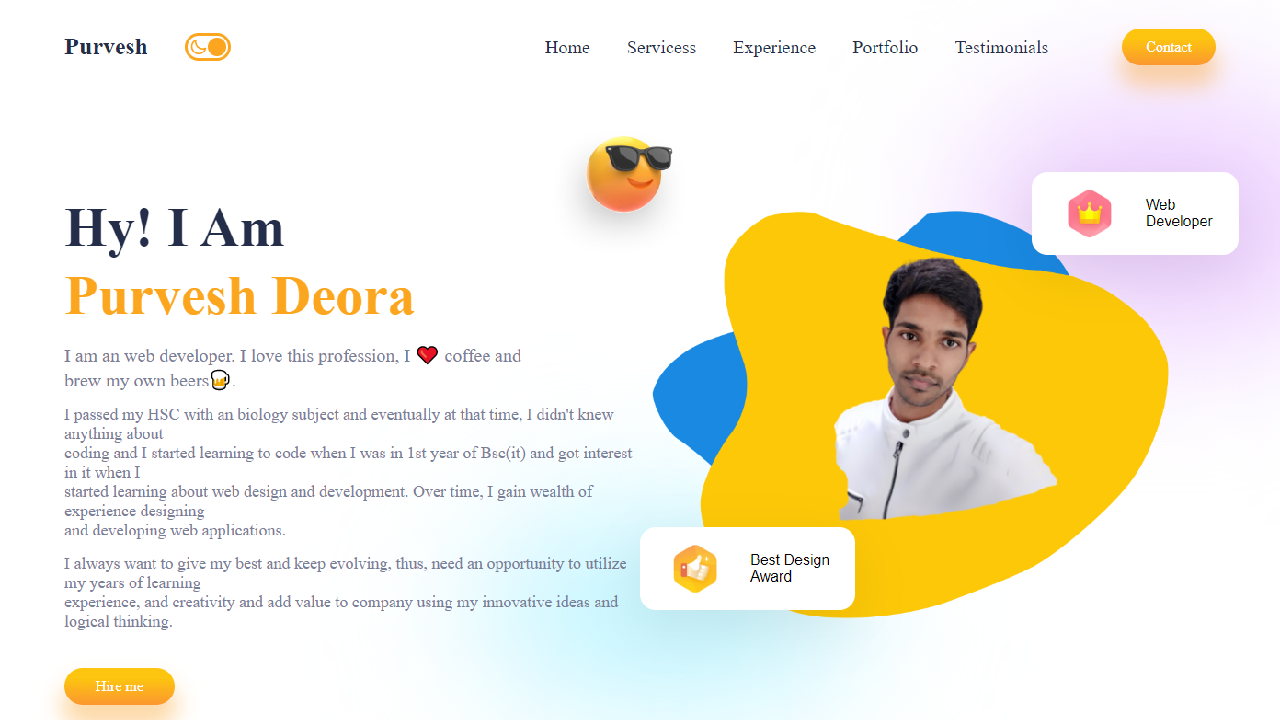 Purvesh
Home
Servicess
Experience
Portfolio
Testimonials
Contact
Web
Developer
Hy! I Am
Purvesh Deora
I am an web developer. I love this profession, I ❤️ coffee and
brew my own beers🍺
I passed my HSC with an biology subject and eventually at that time, I didn't knew
anything about
coding and I started learning to code when I was in 1st year of Bsc(it) and got interest
in it when I
started learning about web design and development. Over time, I gain wealth of
experience designing
and developing web applications.
I always want to give my best and keep evolving, thus, need an opportunity to utilize
my years of learning
experience, and creativity and add value to company using my innovative ideas and
logical thinking.
Best Design
Award
Hire me